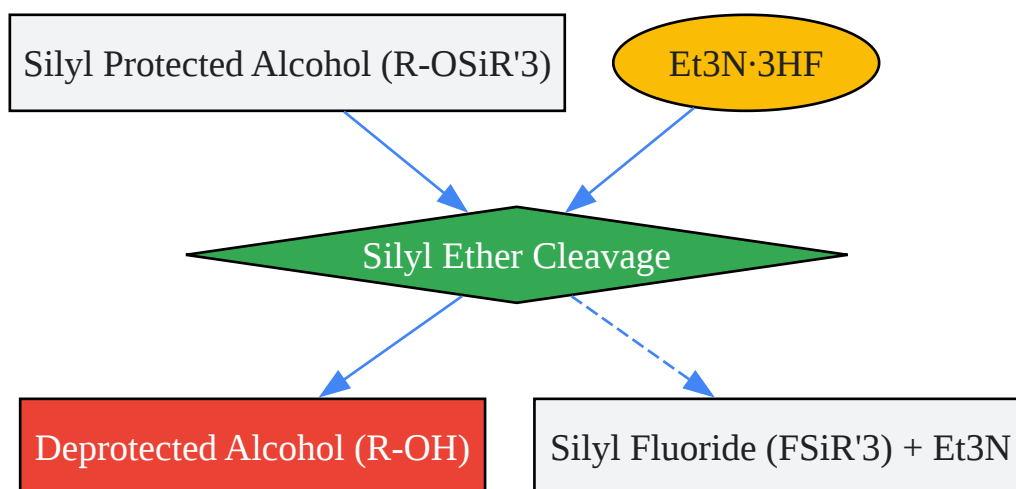 Silyl Protected Alcohol (R-OSiR'3)
Et3N·3HF
Silyl Ether Cleavage
Deprotected Alcohol (R-OH)
Silyl Fluoride (FSiR'3) + Et3N